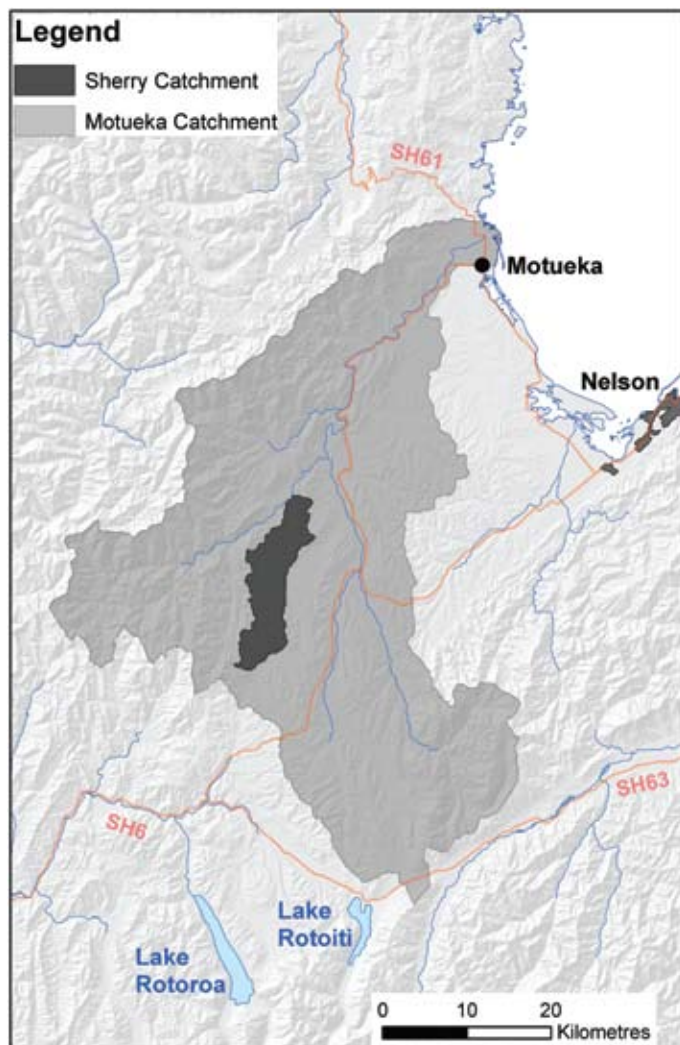 Legend
Sherry Catchment
Motueka Catchment
SH61
Motueka
Nelson
SH63
SH6
Lake
Rotoiti
Lake
Rotoroa
0 10 20
Kilometres